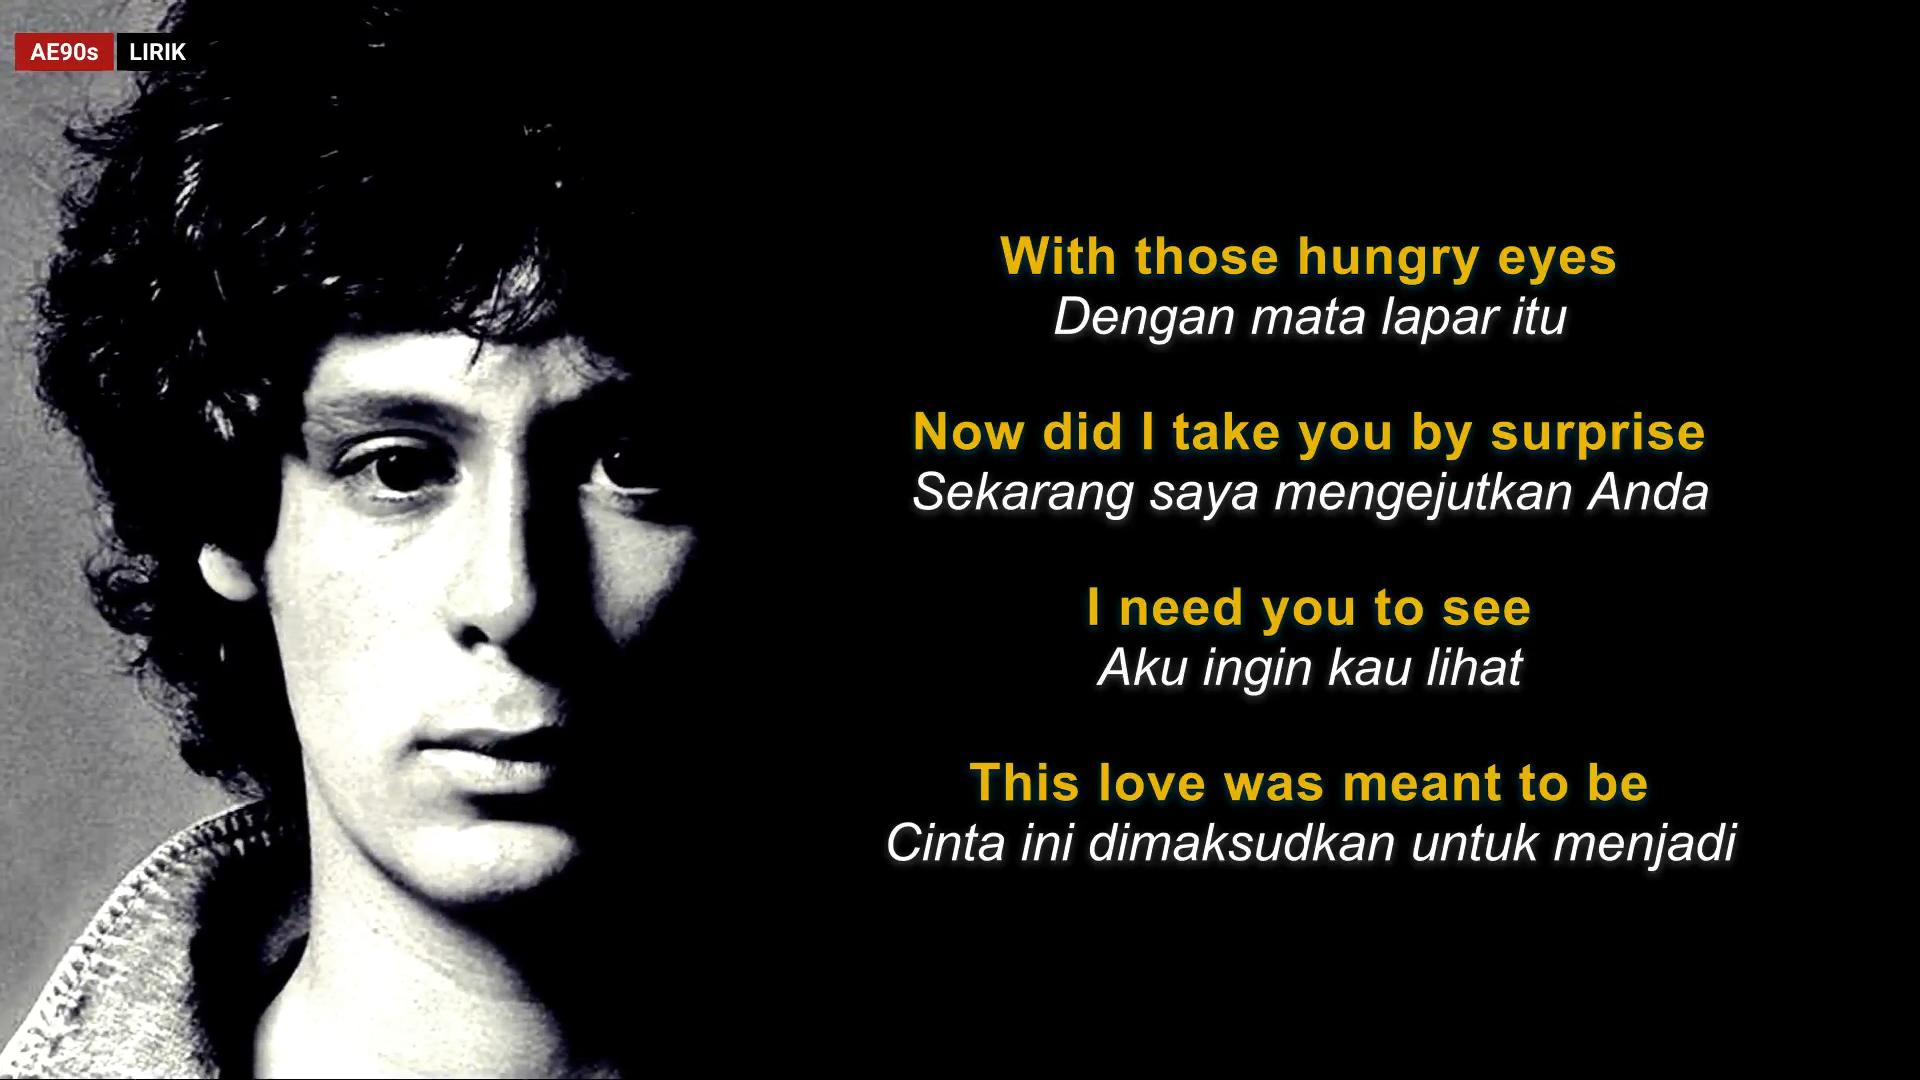 AE90s LIRIK
With those hungry eyes
Dengan mata lapar itu
Now did I take you by surprise
Sekarang saya mengejutkan Anda
I need you to see
Aku ingin kau lihat
This love was meant to be
Cinta ini dimaksudkan untuk menjadi